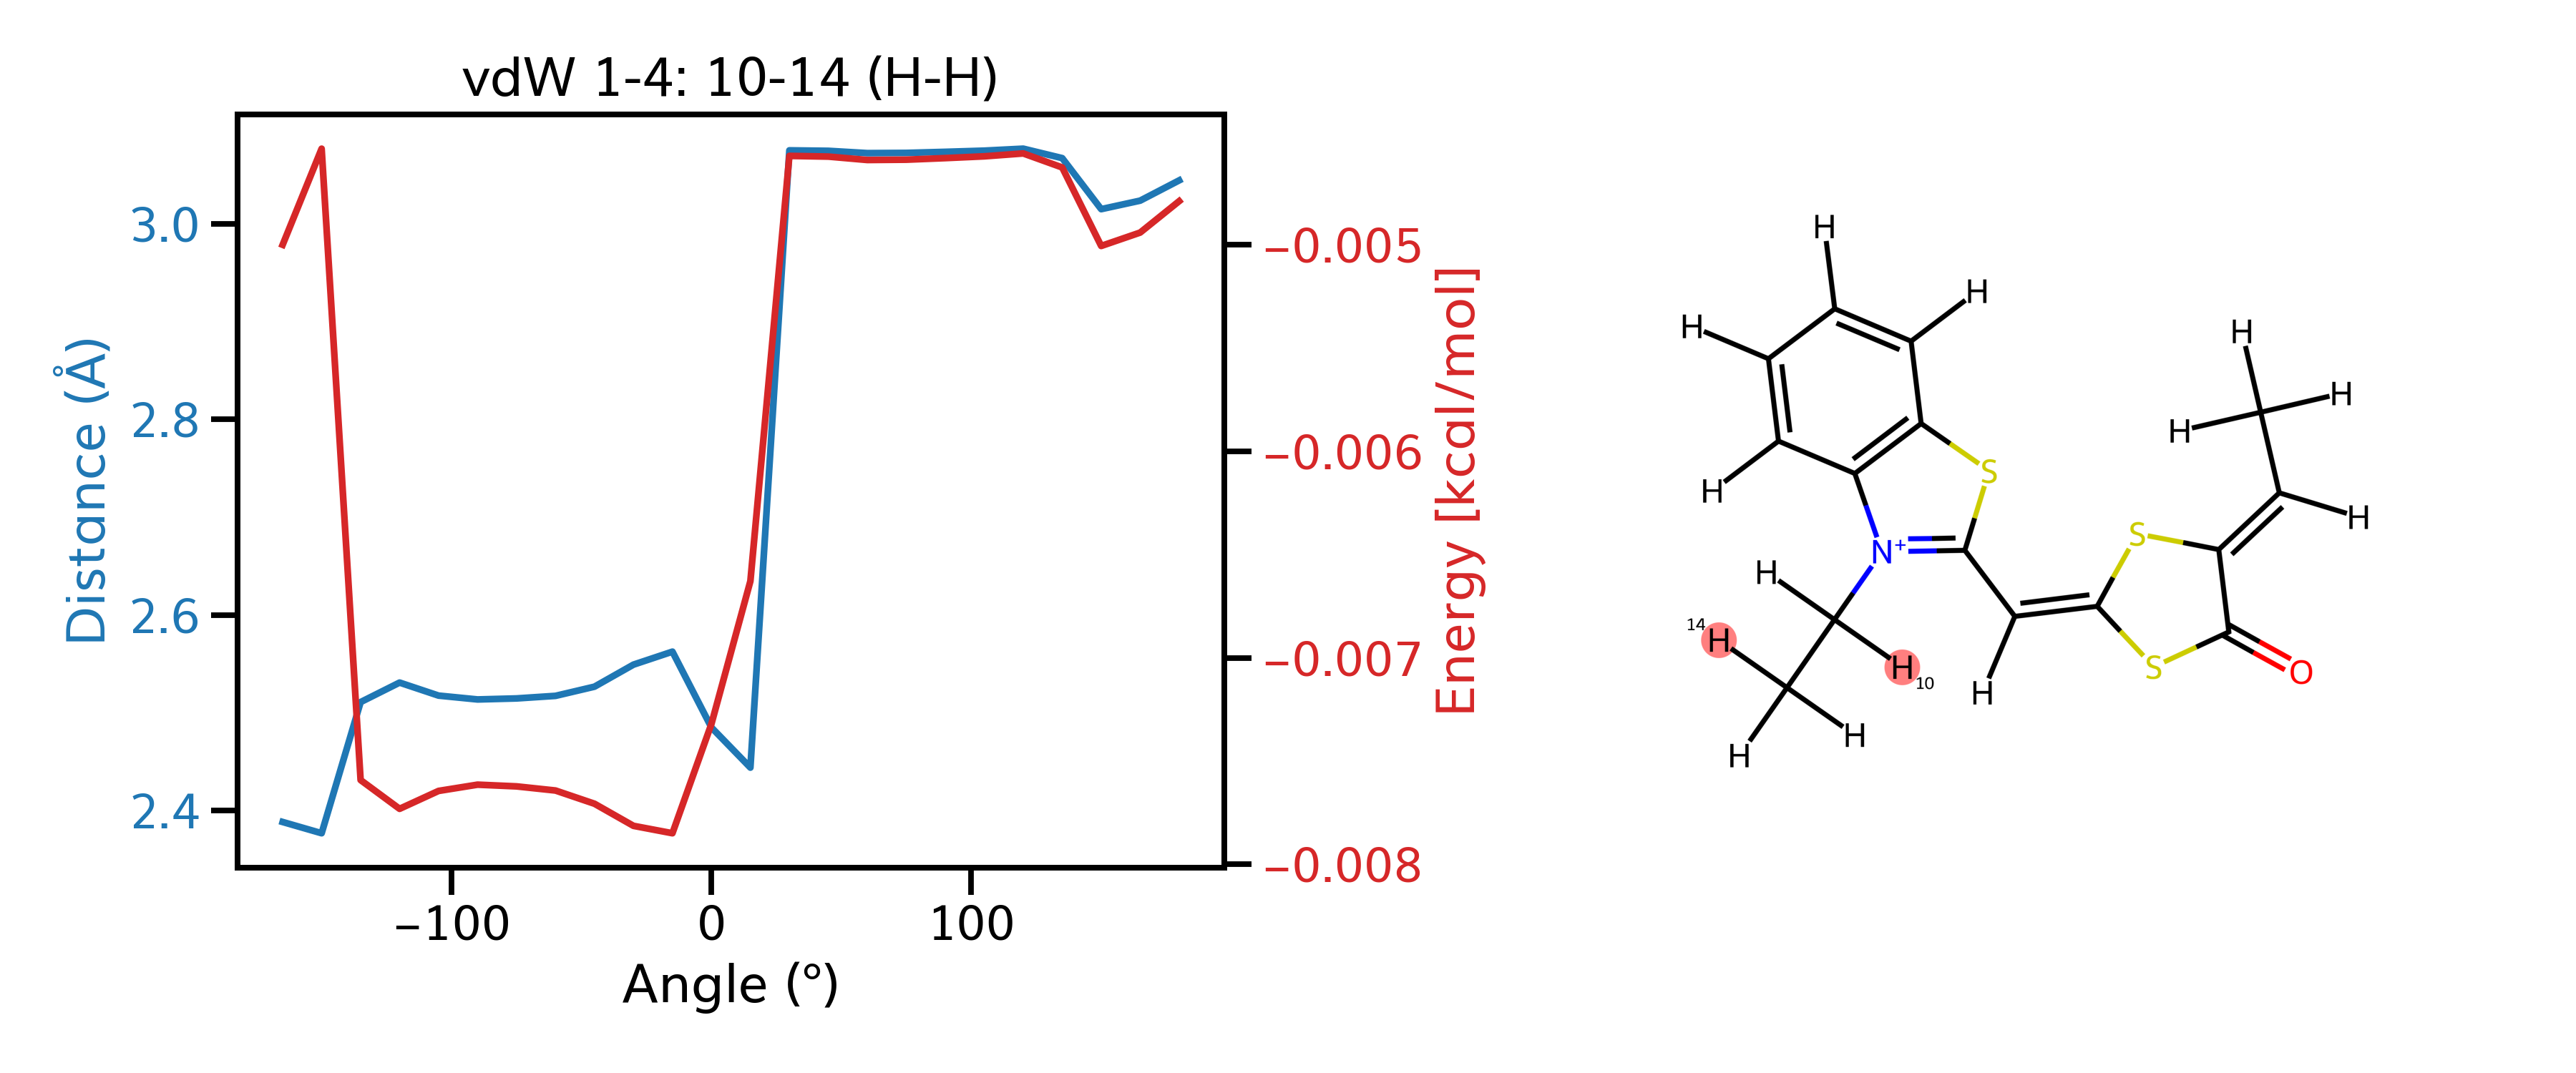 vdW 1-4: 10-14 (H-H)
Distance (Å)
3.0
2.8
2.6
2.4
−100
0
100
Angle (°)
−0.005
−0.006
−0.007
−0.008
Energy [kcal/mol]
H
H
H
H
H
H
H
S
H
H
S
N+
H
14
H
H
10
S
O
H
H
H